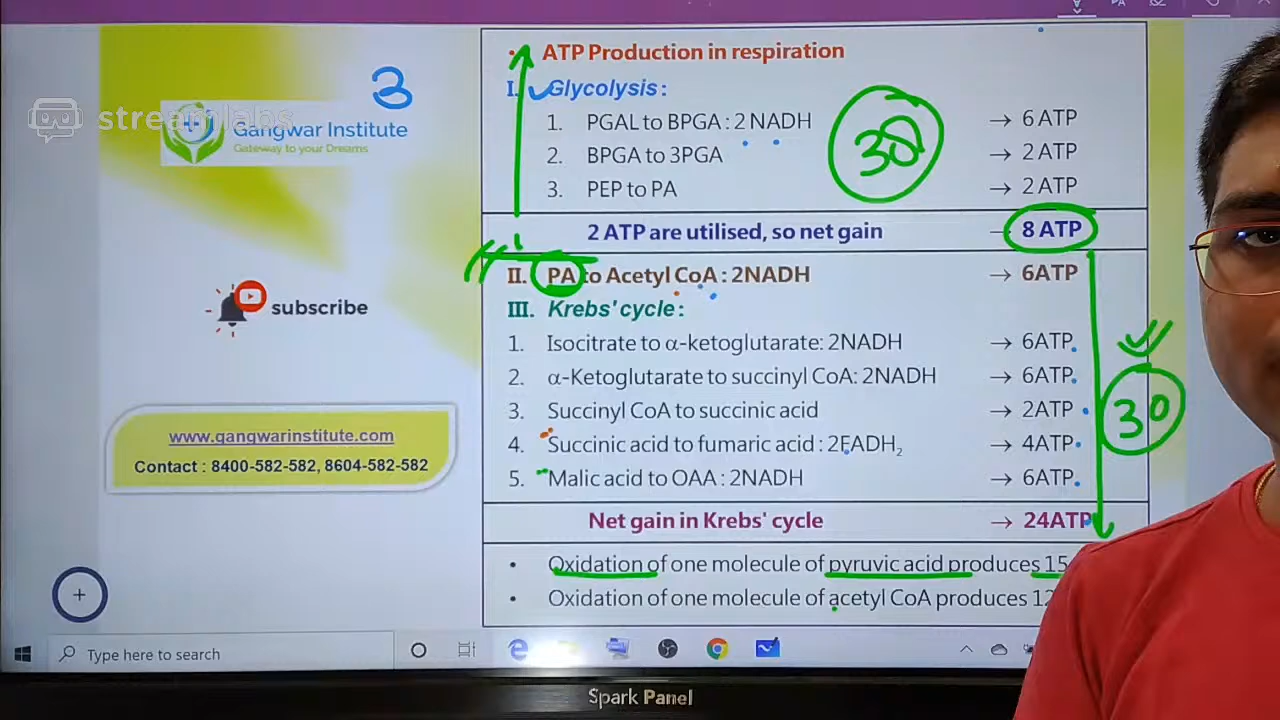 streamlabs
3
Gangwar Institute
Gateway to your Dreams
subscribe
www.gangwarinstitute.com
Contact : 8400-582-582, 8604-582-582
• ATP Production in respiration
I. Glycolysis :
1. PGAL to BPGA : 2 NADH → 6 ATP
2. BPGA to 3PGA → 2 ATP
3. PEP to PA → 2 ATP
30
2 ATP are utilised, so net gain → 8 ATP
II. PA to Acetyl CoA : 2NADH → 6ATP
III. Krebs' cycle :
1. Isocitrate to α-ketoglutarate: 2NADH → 6ATP
2. α-Ketoglutarate to succinyl CoA: 2NADH → 6ATP
3. Succinyl CoA to succinic acid → 2ATP
4. Succinic acid to fumaric acid : 2FADH₂ → 4ATP
5. Malic acid to OAA : 2NADH → 6ATP
30
Net gain in Krebs' cycle → 24ATP
• Oxidation of one molecule of pyruvic acid produces 15
• Oxidation of one molecule of acetyl CoA produces
Type here to search
Spark Panel